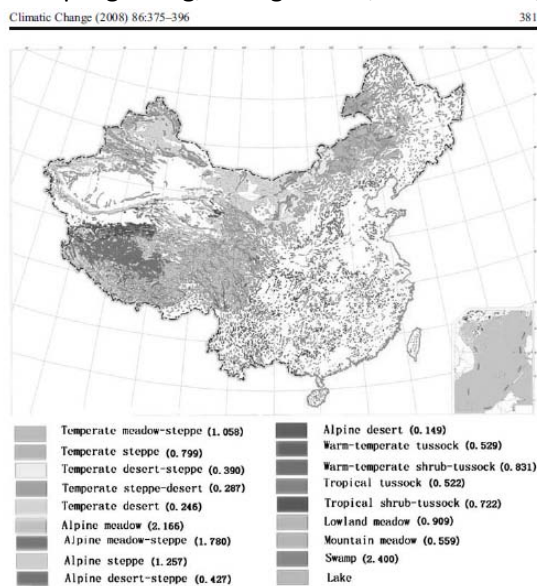 Climatic Change (2008) 86:375–396 381
Temperate meadow-steppe (1.058)
Temperate steppe (0.799)
Temperate desert-steppe (0.390)
Temperate steppe-desert (0.287)
Temperate desert (0.246)
Alpine meadow (2.166)
Alpine meadow-steppe (1.780)
Alpine steppe (1.257)
Alpine desert-steppe (0.427)
Alpine desert (0.149)
Warm-temperate tussock (0.529)
Warm-temperate shrub-tussock (0.831)
Tropical tussock (0.522)
Tropical shrub-tussock (0.722)
Lowland meadow (0.909)
Mountain meadow (0.559)
Swamp (2.400)
Lake